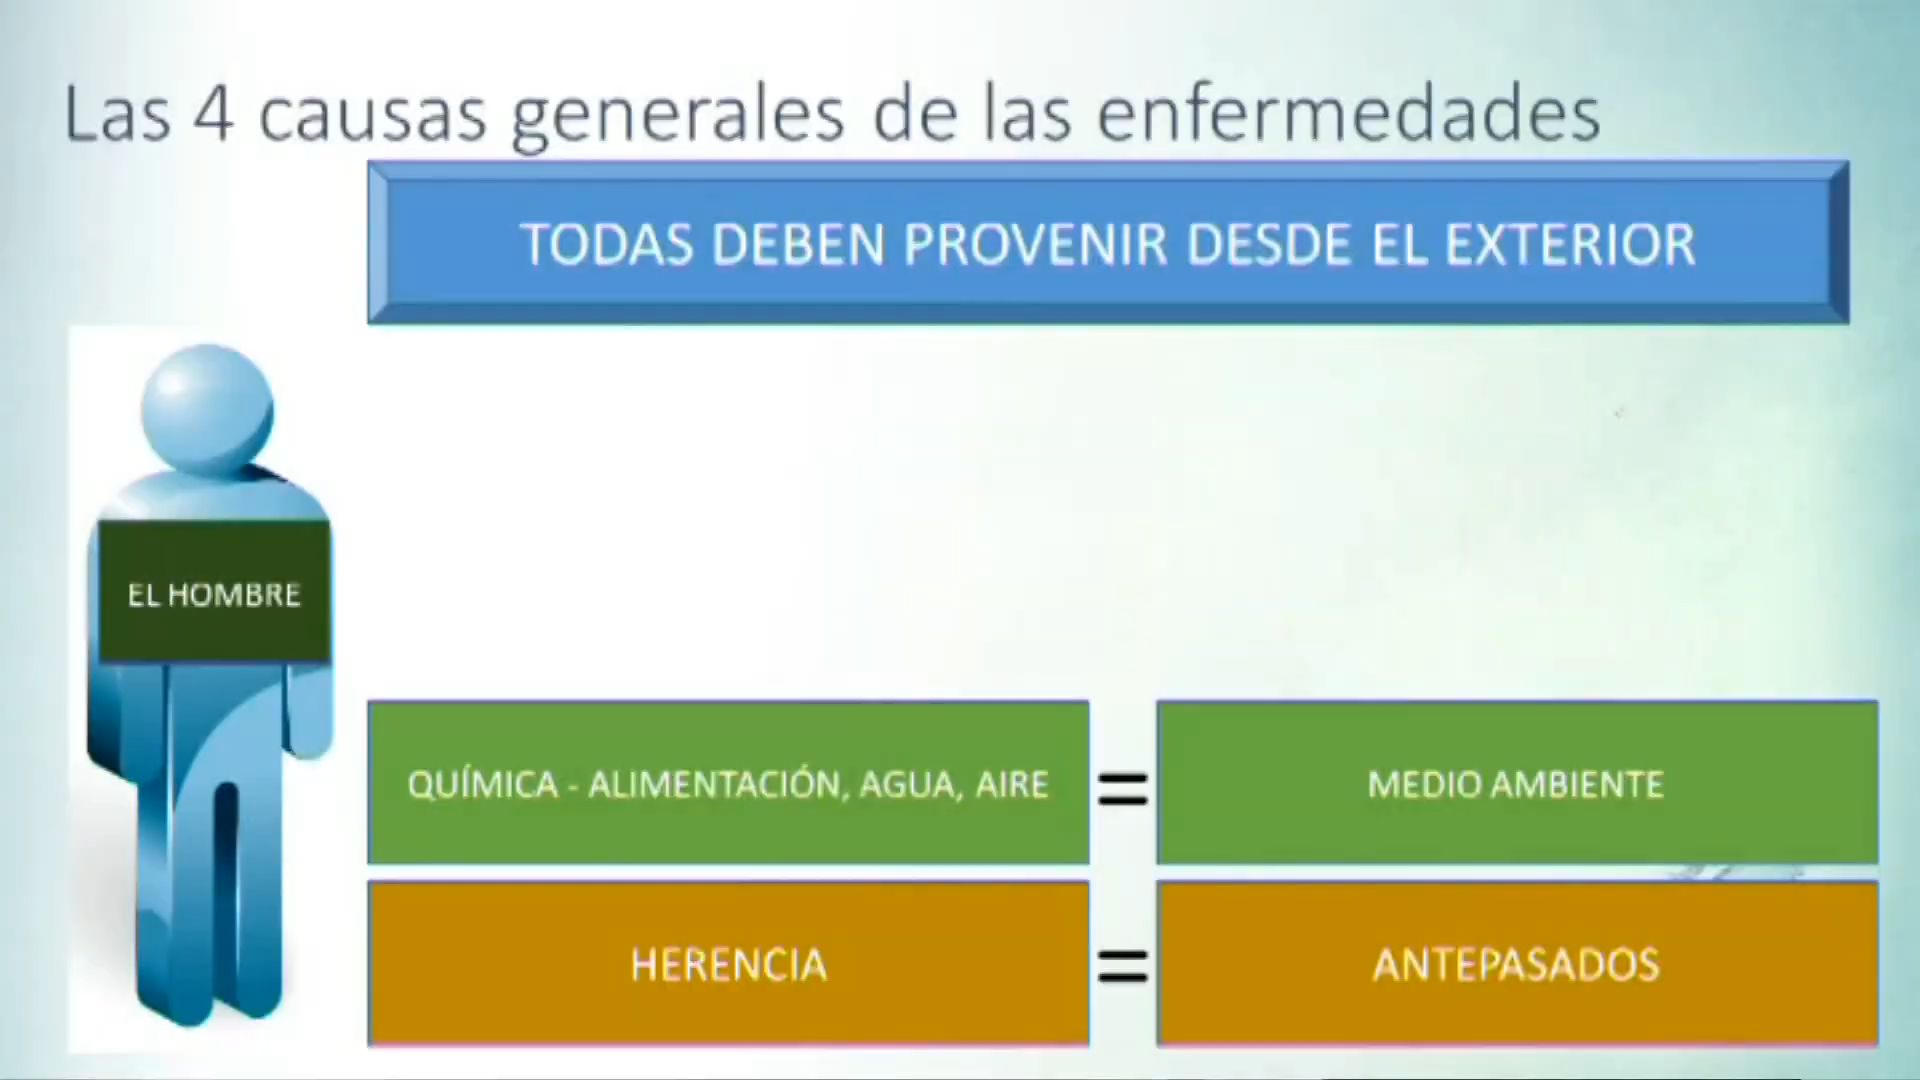 Las 4 causas generales de las enfermedades
TODAS DEBEN PROVENIR DESDE EL EXTERIOR
EL HOMBRE
QUÍMICA - ALIMENTACIÓN, AGUA, AIRE = MEDIO AMBIENTE
HERENCIA = ANTEPASADOS